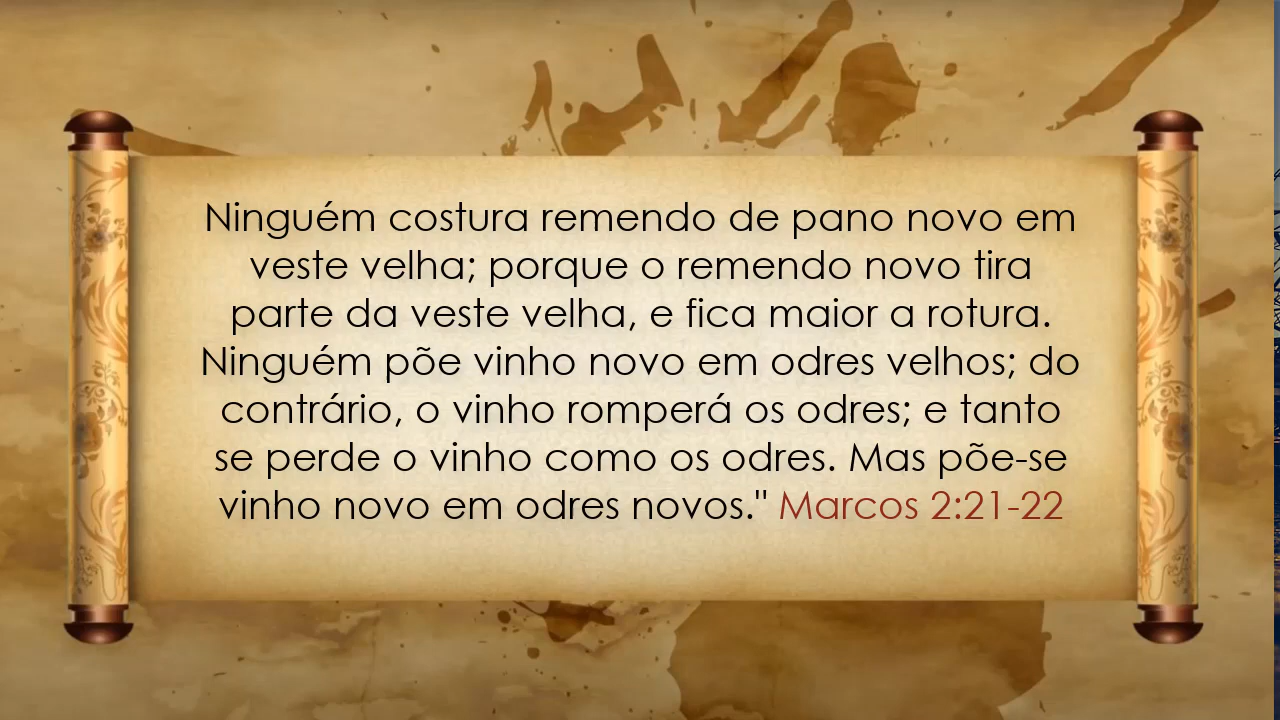 Ninguém costura remendo de pano novo em
veste velha; porque o remendo novo tira
parte da veste velha, e fica maior a rotura.
Ninguém põe vinho novo em odres velhos; do
contrário, o vinho romperá os odres; e tanto
se perde o vinho como os odres. Mas põe-se
vinho novo em odres novos." Marcos 2:21-22